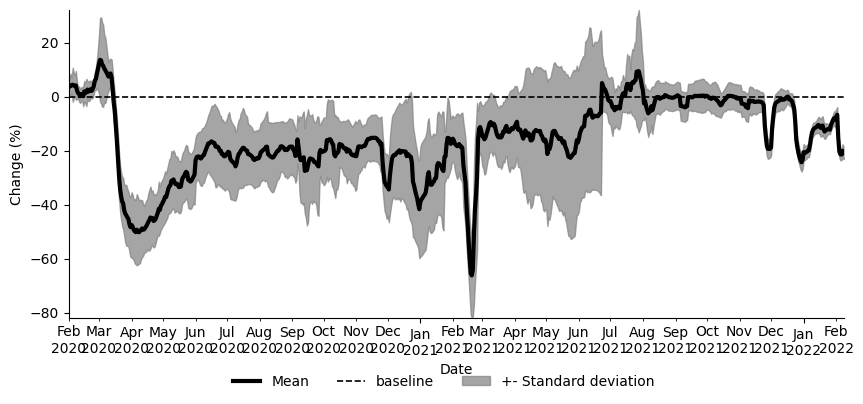 20
0
−20
−40
−60
−80
Change (%)
Feb Mar Apr May Jun Jul Aug Sep Oct Nov Dec Jan Feb Mar Apr May Jun Jul Aug Sep Oct Nov Dec Jan Feb
2020 2020 2020 2020 2020 2020 2020 2020 2020 2020 2020 2021 2021 2021 2021 2021 2021 2021 2021 2021 2021 2021 2021 2022 2022
Date
Mean baseline +- Standard deviation